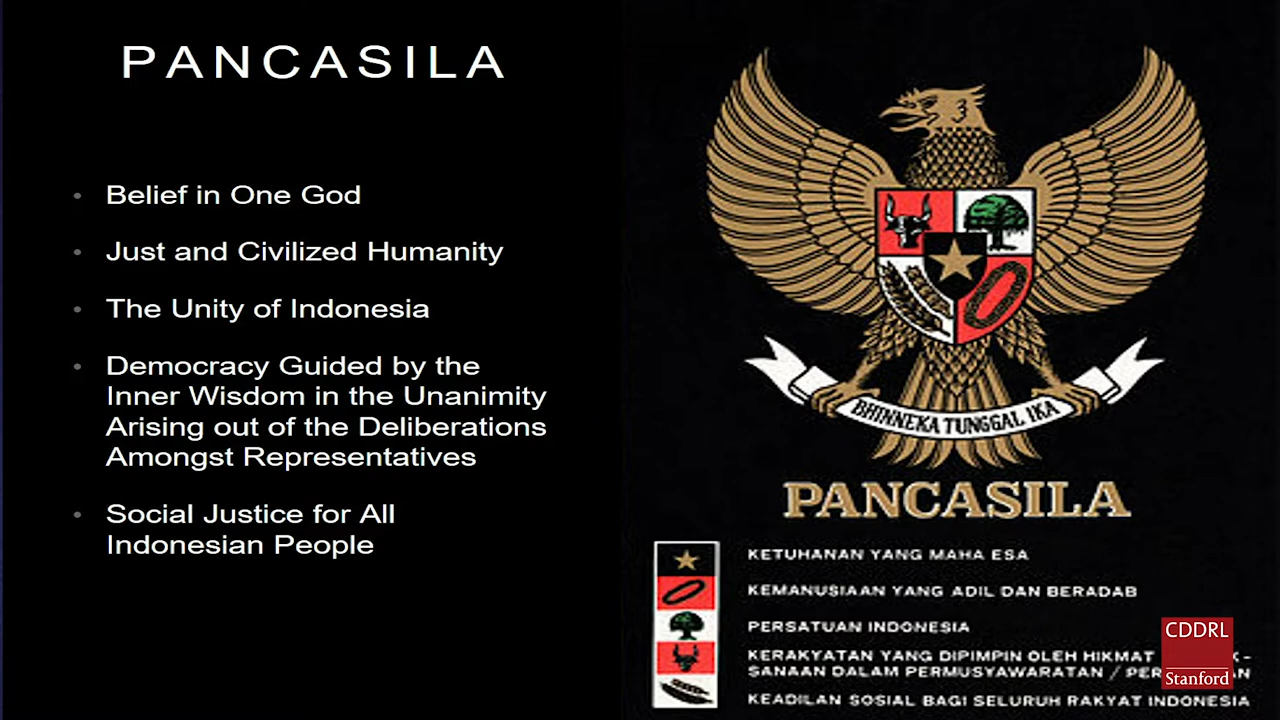 PANCASILA
Belief in One God
Just and Civilized Humanity
The Unity of Indonesia
Democracy Guided by the
Inner Wisdom in the Unanimity
Arising out of the Deliberations
Amongst Representatives
Social Justice for All
Indonesian People
BHINNEKA TUNGGAL IKA
PANCASILA
KETUHANAN YANG MAHA ESA
KEMANUSIAAN YANG ADIL DAN BERADAB
PERSATUAN INDONESIA
KERAKYATAN YANG DIPIMPIN OLEH HIKMAT
SANAAN DALAM PERMUSYAWARATAN /
KEADILAN SOSIAL BAGI SELURUH RAKYAT INDONESIA
CDDRL
Stanford